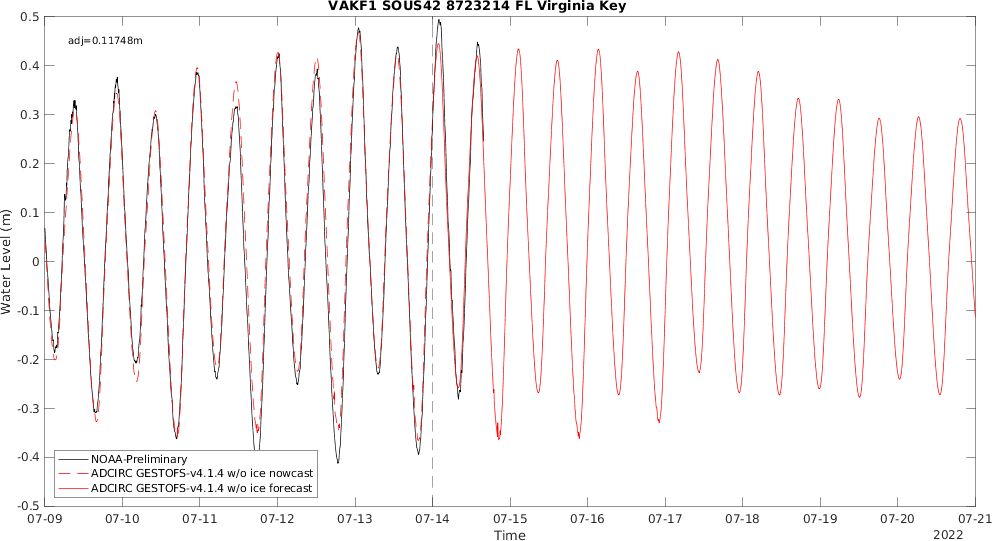 VAKF1 SOUS42 8723214 FL Virginia Key
adj=0.11748m
0.5
0.4
0.3
0.2
0.1
0
-0.1
-0.2
-0.3
-0.4
-0.5
Water Level (m)
NOAA-Preliminary
ADCIRC GESTOFS-v4.1.4 w/o ice nowcast
ADCIRC GESTOFS-v4.1.4 w/o ice forecast
07-09 07-10 07-11 07-12 07-13 07-14 07-15 07-16 07-17 07-18 07-19 07-20 07-21
Time
2022